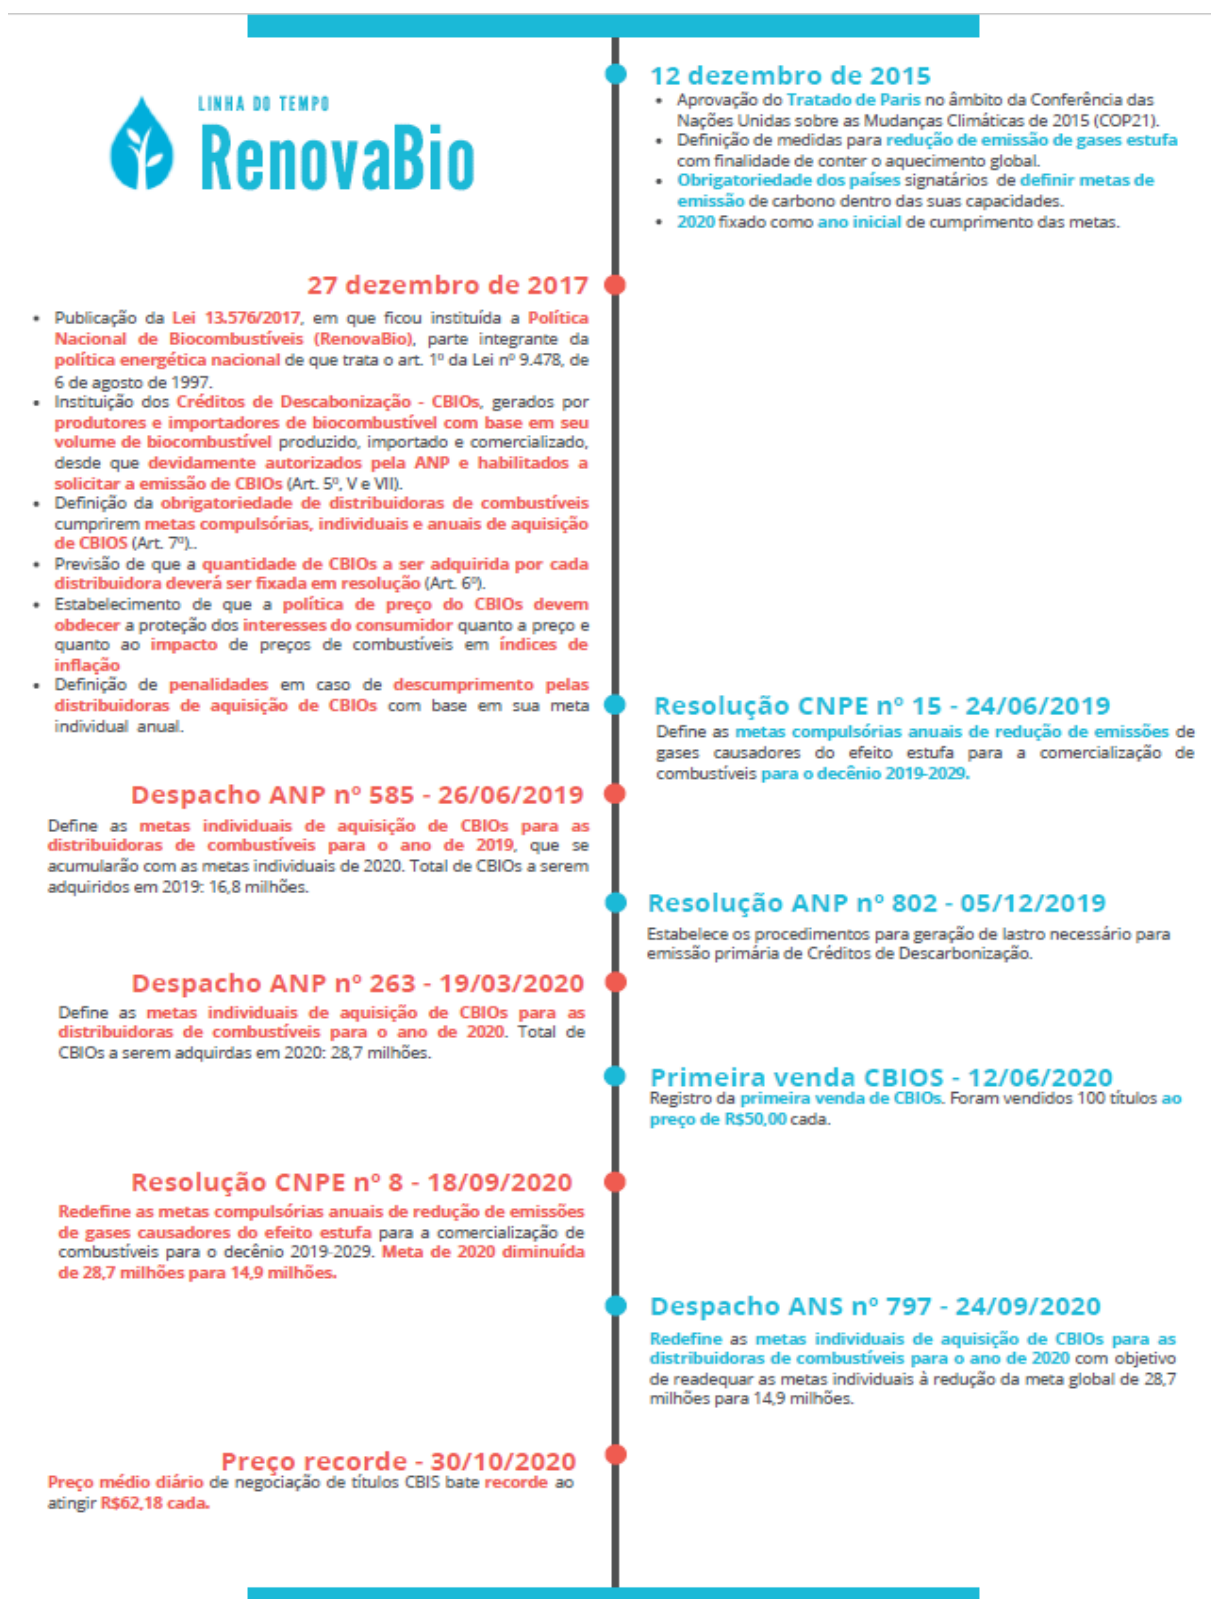 LINHA DO TEMPO
RenovaBio
12 dezembro de 2015
• Aprovação do Tratado de Paris no âmbito da Conferência das
Nações Unidas sobre as Mudanças Climáticas de 2015 (COP21).
• Definição de medidas para redução de emissão de gases estufa
com finalidade de conter o aquecimento global.
• Obrigatoriedade dos países signatários de definir metas de
emissão de carbono dentro das suas capacidades.
• 2020 fixado como ano inicial de cumprimento das metas.
27 dezembro de 2017
• Publicação da Lei 13.576/2017, em que ficou instituída a Política
Nacional de Biocombustíveis (RenovaBio), parte integrante da
política energética nacional de que trata o art. 1º da Lei nº 9.478, de
6 de agosto de 1997.
• Instituição dos Créditos de Descabonização - CBIOs, gerados por
produtores e importadores de biocombustível com base em seu
volume de biocombustível produzido, importado e comercializado,
desde que devidamente autorizados pela ANP e habilitados a
solicitar a emissão de CBIOs (Art. 5º, V e VII).
• Definição da obrigatoriedade de distribuidoras de combustíveis
cumprirem metas compulsórias, individuais e anuais de aquisição
de CBIOS (Art. 7º)..
• Previsão de que a quantidade de CBIOs a ser adquirida por cada
distribuidora deverá ser fixada em resolução (Art. 6º).
• Estabelecimento de que a política de preço do CBIOs devem
obdecer a proteção dos interesses do consumidor quanto a preço e
quanto ao impacto de preços de combustíveis em índices de
inflação
• Definição de penalidades em caso de descumprimento pelas
distribuidoras de aquisição de CBIOs com base em sua meta
individual anual.
Resolução CNPE nº 15 - 24/06/2019
Define as metas compulsórias anuais de redução de emissões de
gases causadores do efeito estufa para a comercialização de
combustíveis para o decênio 2019-2029.
Despacho ANP nº 585 - 26/06/2019
Define as metas individuais de aquisição de CBIOs para as
distribuidoras de combustíveis para o ano de 2019, que se
acumularão com as metas individuais de 2020. Total de CBIOs a serem
adquiridos em 2019: 16,8 milhões.
Resolução ANP nº 802 - 05/12/2019
Estabelece os procedimentos para geração de lastro necessário para
emissão primária de Créditos de Descarbonização.
Despacho ANP nº 263 - 19/03/2020
Define as metas individuais de aquisição de CBIOs para as
distribuidoras de combustíveis para o ano de 2020. Total de
CBIOs a serem adquirdas em 2020: 28,7 milhões.
Primeira venda CBIOS - 12/06/2020
Registro da primeira venda de CBIOs. Foram vendidos 100 títulos ao
preço de R$50,00 cada.
Resolução CNPE nº 8 - 18/09/2020
Redefine as metas compulsórias anuais de redução de emissões
de gases causadores do efeito estufa para a comercialização de
combustíveis para o decênio 2019-2029. Meta de 2020 diminuída
de 28,7 milhões para 14,9 milhões.
Despacho ANS nº 797 - 24/09/2020
Redefine as metas individuais de aquisição de CBIOs para as
distribuidoras de combustíveis para o ano de 2020 com objetivo
de readequar as metas individuais à redução da meta global de 28,7
milhões para 14,9 milhões.
Preço recorde - 30/10/2020
Preço médio diário de negociação de títulos CBIS bate recorde ao
atingir R$62,18 cada.